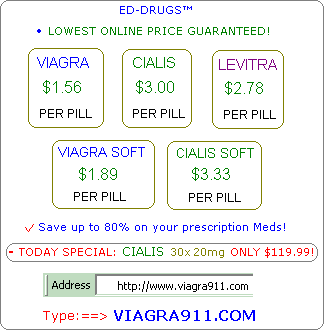 ED-DRUGS™
• LOWEST ONLINE PRICE GUARANTEED!
VIAGRA CIALIS LEVITRA
$1.56 $3.00 $2.78
PER PILL PER PILL PER PILL
VIAGRA SOFT CIALIS SOFT
$1.89 $3.33
PER PILL PER PILL
✓ Save up to 80% on your prescription Meds!
- TODAY SPECIAL: CIALIS 30x20mg ONLY $119.99!
Address http://www.viagra911.com
Type:==> VIAGRA911.COM